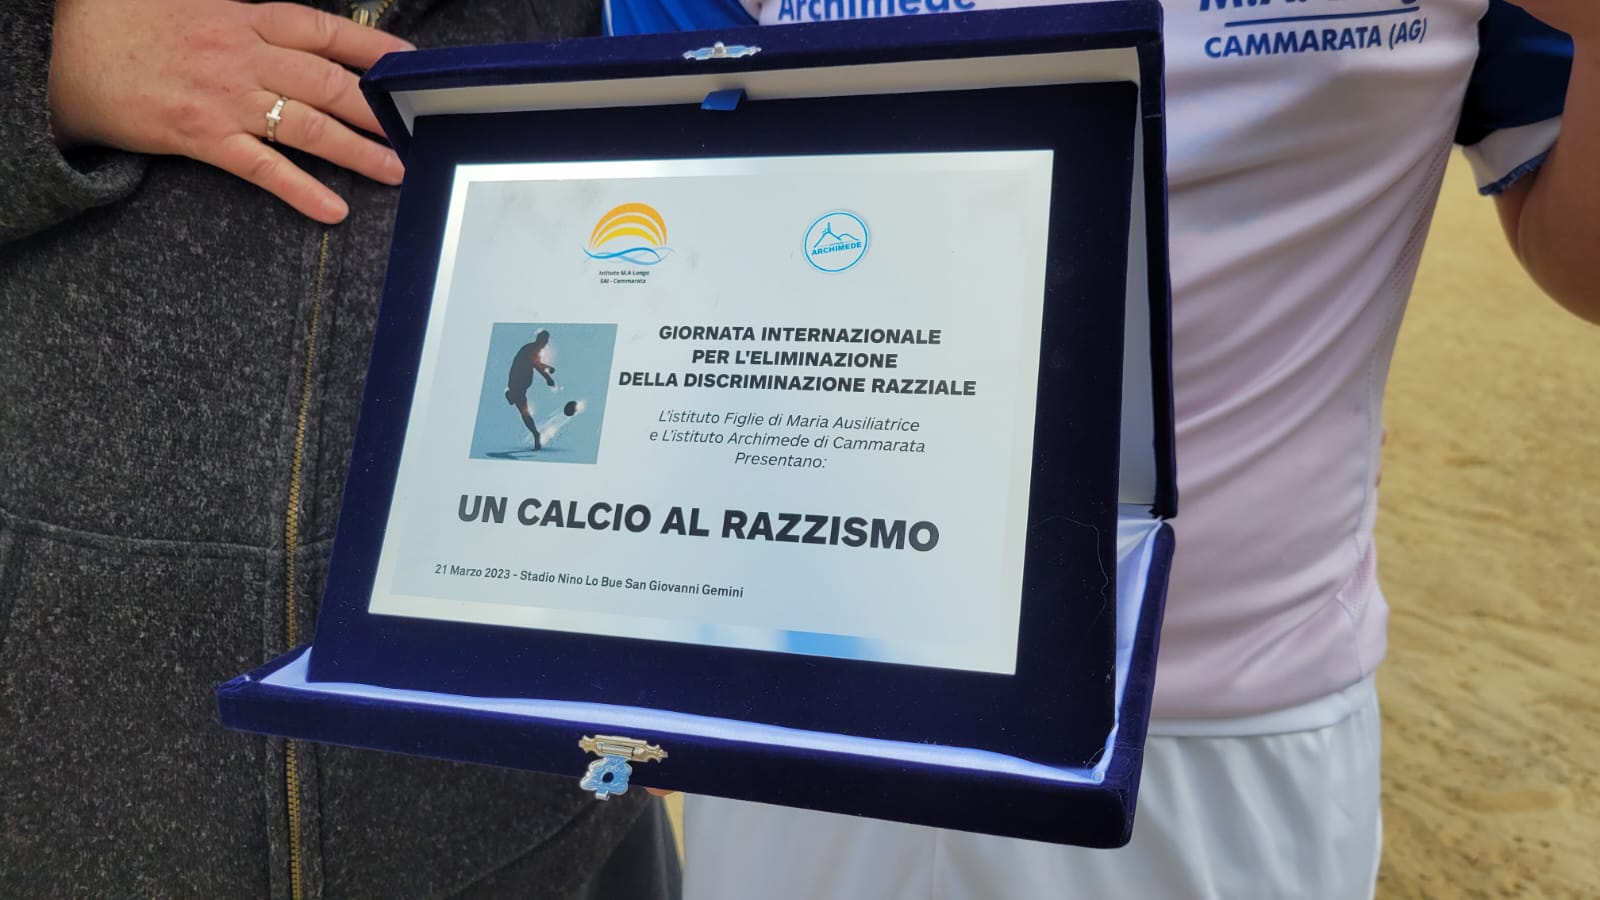 Archimede
CAMMARATA (AG)
Istituto M.A Longo
SAI - Cammarata
ARCHIMEDE
GIORNATA INTERNAZIONALE
PER L'ELIMINAZIONE
DELLA DISCRIMINAZIONE RAZZIALE
L'istituto Figlie di Maria Ausiliatrice
e L'istituto Archimede di Cammarata
Presentano:
UN CALCIO AL RAZZISMO
21 Marzo 2023 - Stadio Nino Lo Bue San Giovanni Gemini